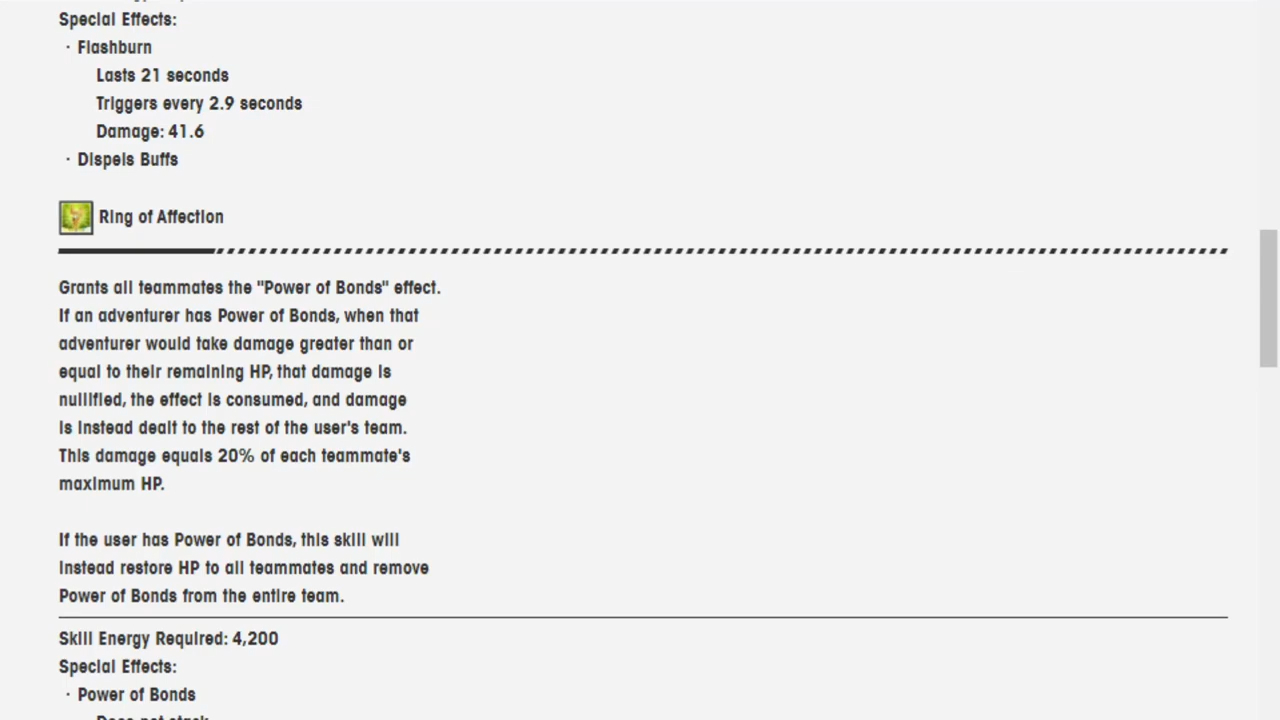 Special Effects:
· Flashburn
Lasts 21 seconds
Triggers every 2.9 seconds
Damage: 41.6
· Dispels Buffs
Ring of Affection
Grants all teammates the "Power of Bonds" effect.
If an adventurer has Power of Bonds, when that
adventurer would take damage greater than or
equal to their remaining HP, that damage is
nullified, the effect is consumed, and damage
is instead dealt to the rest of the user's team.
This damage equals 20% of each teammate's
maximum HP.
If the user has Power of Bonds, this skill will
instead restore HP to all teammates and remove
Power of Bonds from the entire team.
Skill Energy Required: 4,200
Special Effects:
· Power of Bonds
Does not stack